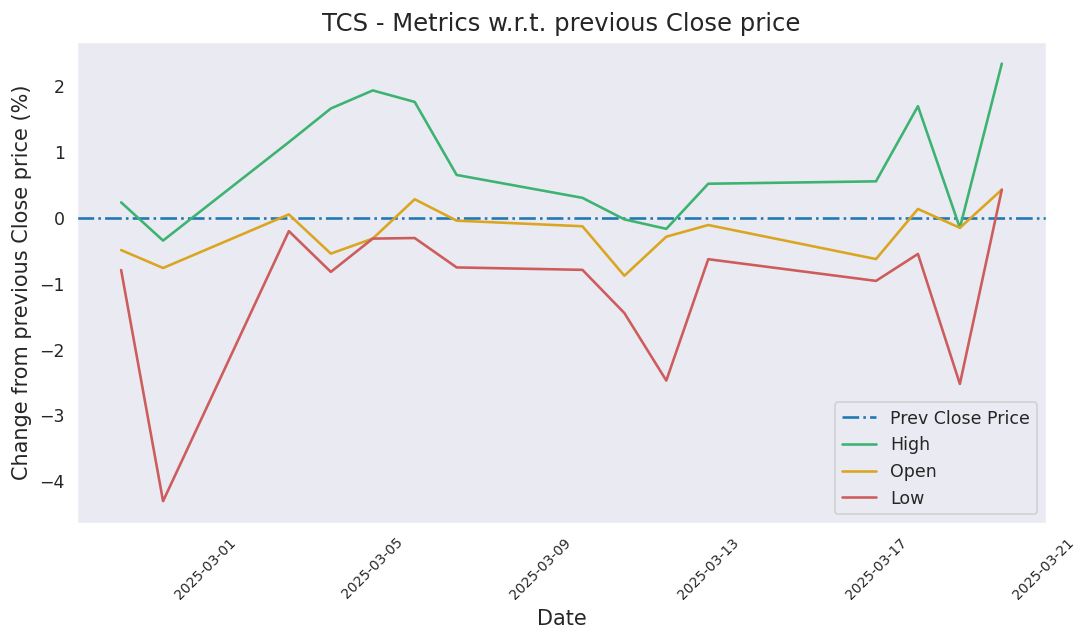 TCS - Metrics w.r.t. previous Close price
Change from previous Close price (%)
2
1
0
−1
−2
−3
−4
Prev Close Price
High
Open
Low
2025-03-01
2025-03-05
2025-03-09
2025-03-13
2025-03-17
2025-03-21
Date